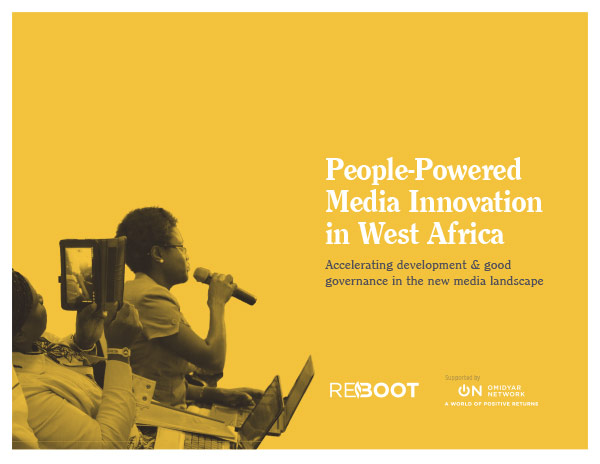 People-Powered
Media Innovation
in West Africa
Accelerating development & good
governance in the new media landscape
REBOOT
Supported by
ON OMIDYAR
NETWORK
A WORLD OF POSITIVE RETURNS